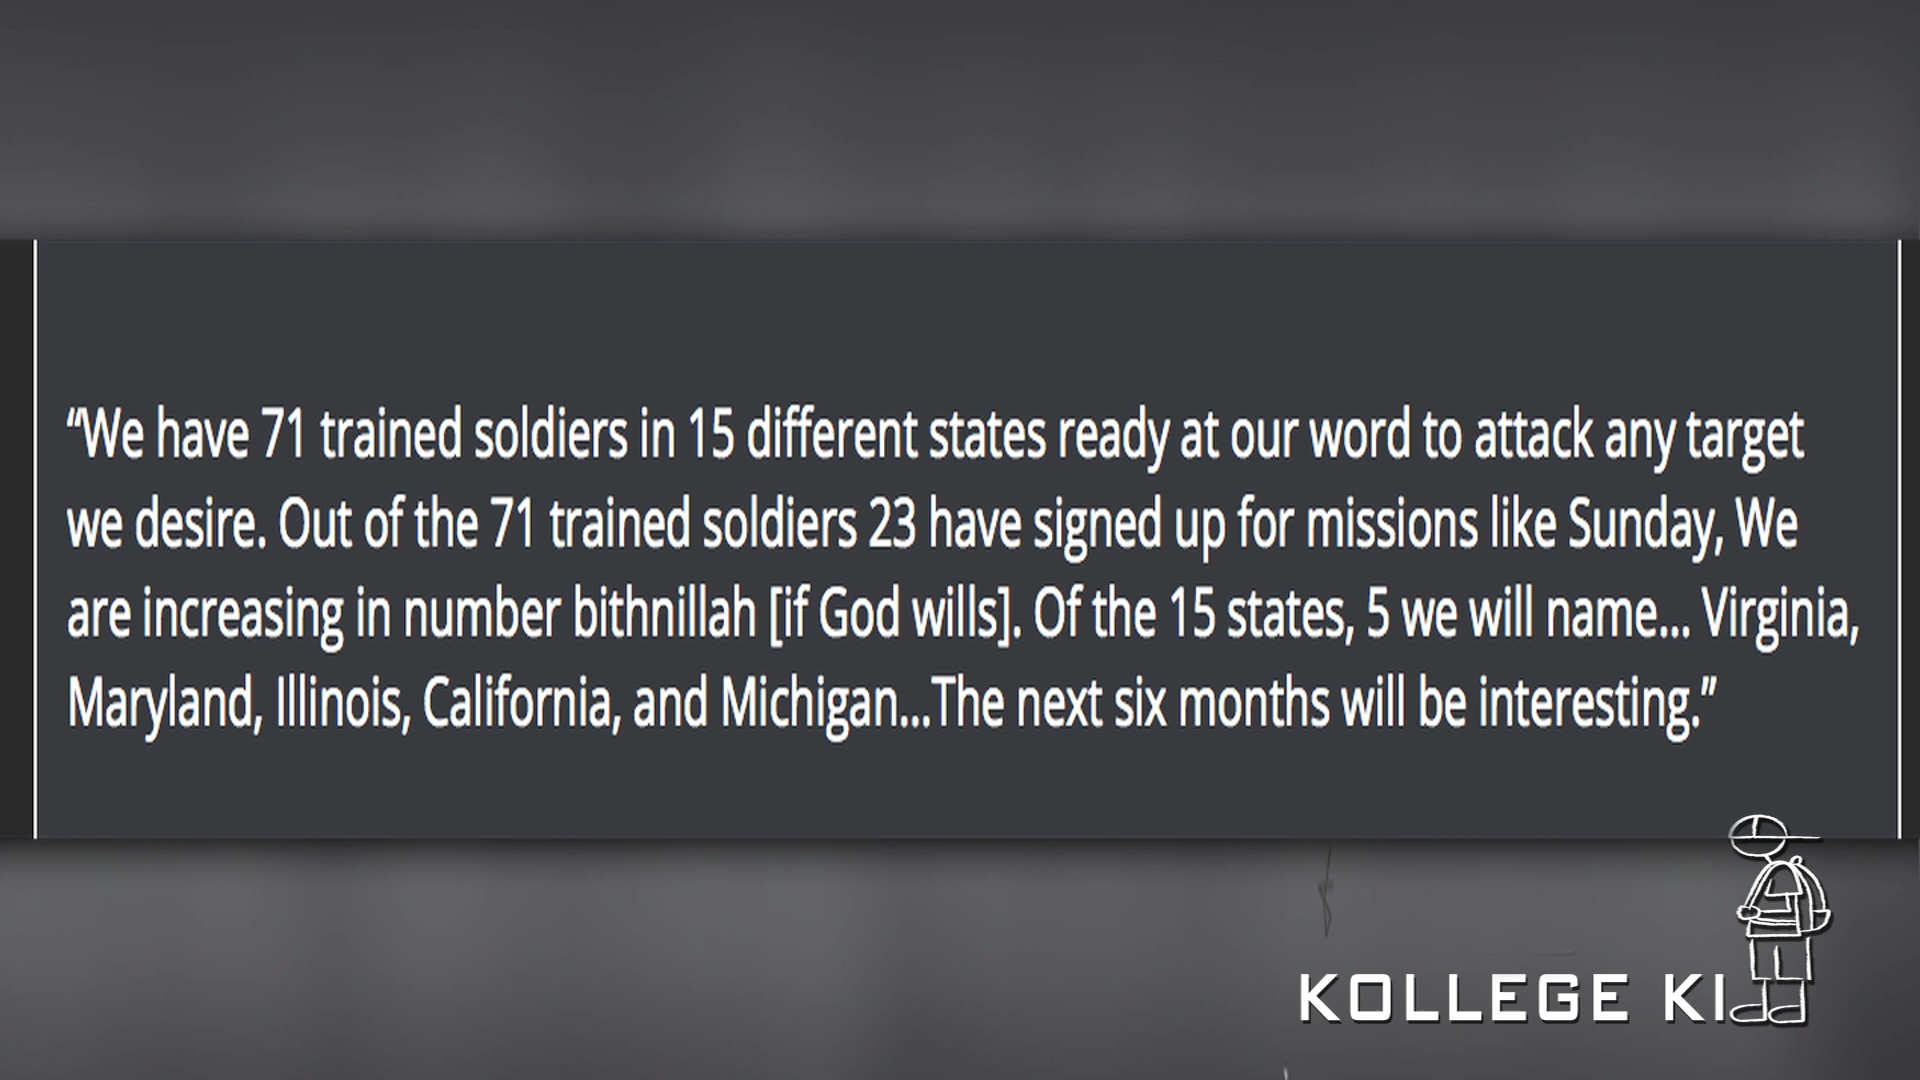 “We have 71 trained soldiers in 15 different states ready at our word to attack any target
we desire. Out of the 71 trained soldiers 23 have signed up for missions like Sunday, We
are increasing in number bithnillah [if God wills]. Of the 15 states, 5 we will name... Virginia,
Maryland, Illinois, California, and Michigan...The next six months will be interesting.”
KOLLEGE KI